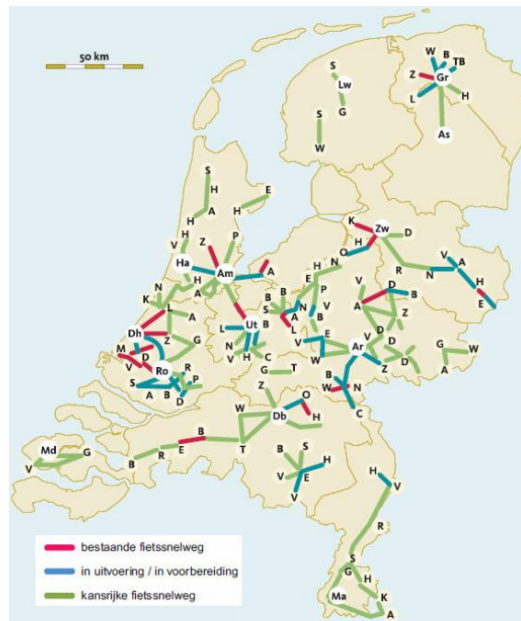 50 km
W B
TB
Z Gr
L H
As
S
Lw
G
S
W
S
H
A
H E
V H
Z P
Ha Am A
H
A
K
Zw D
H
O
N
H
E
R N
V A
H
E
N
K L
A
Dh
Z
G
M D
V
Ro
S
R
P
A B D
L Ut B
V N H C
B B
S A N
L
P
V
B
V
A
D
B
V
Z
V E
W
Ar
V D
D
Z
D D
G A
W
B
W N
C
G T
Z
W
Db
O
H
B
E
R
B
T
Md
V G
B S
H
V E
V
H V
R
S
G
H
Ma K
A
bestaande fietssnelweg
in uitvoering / in voorbereiding
kansrijke fietssnelweg